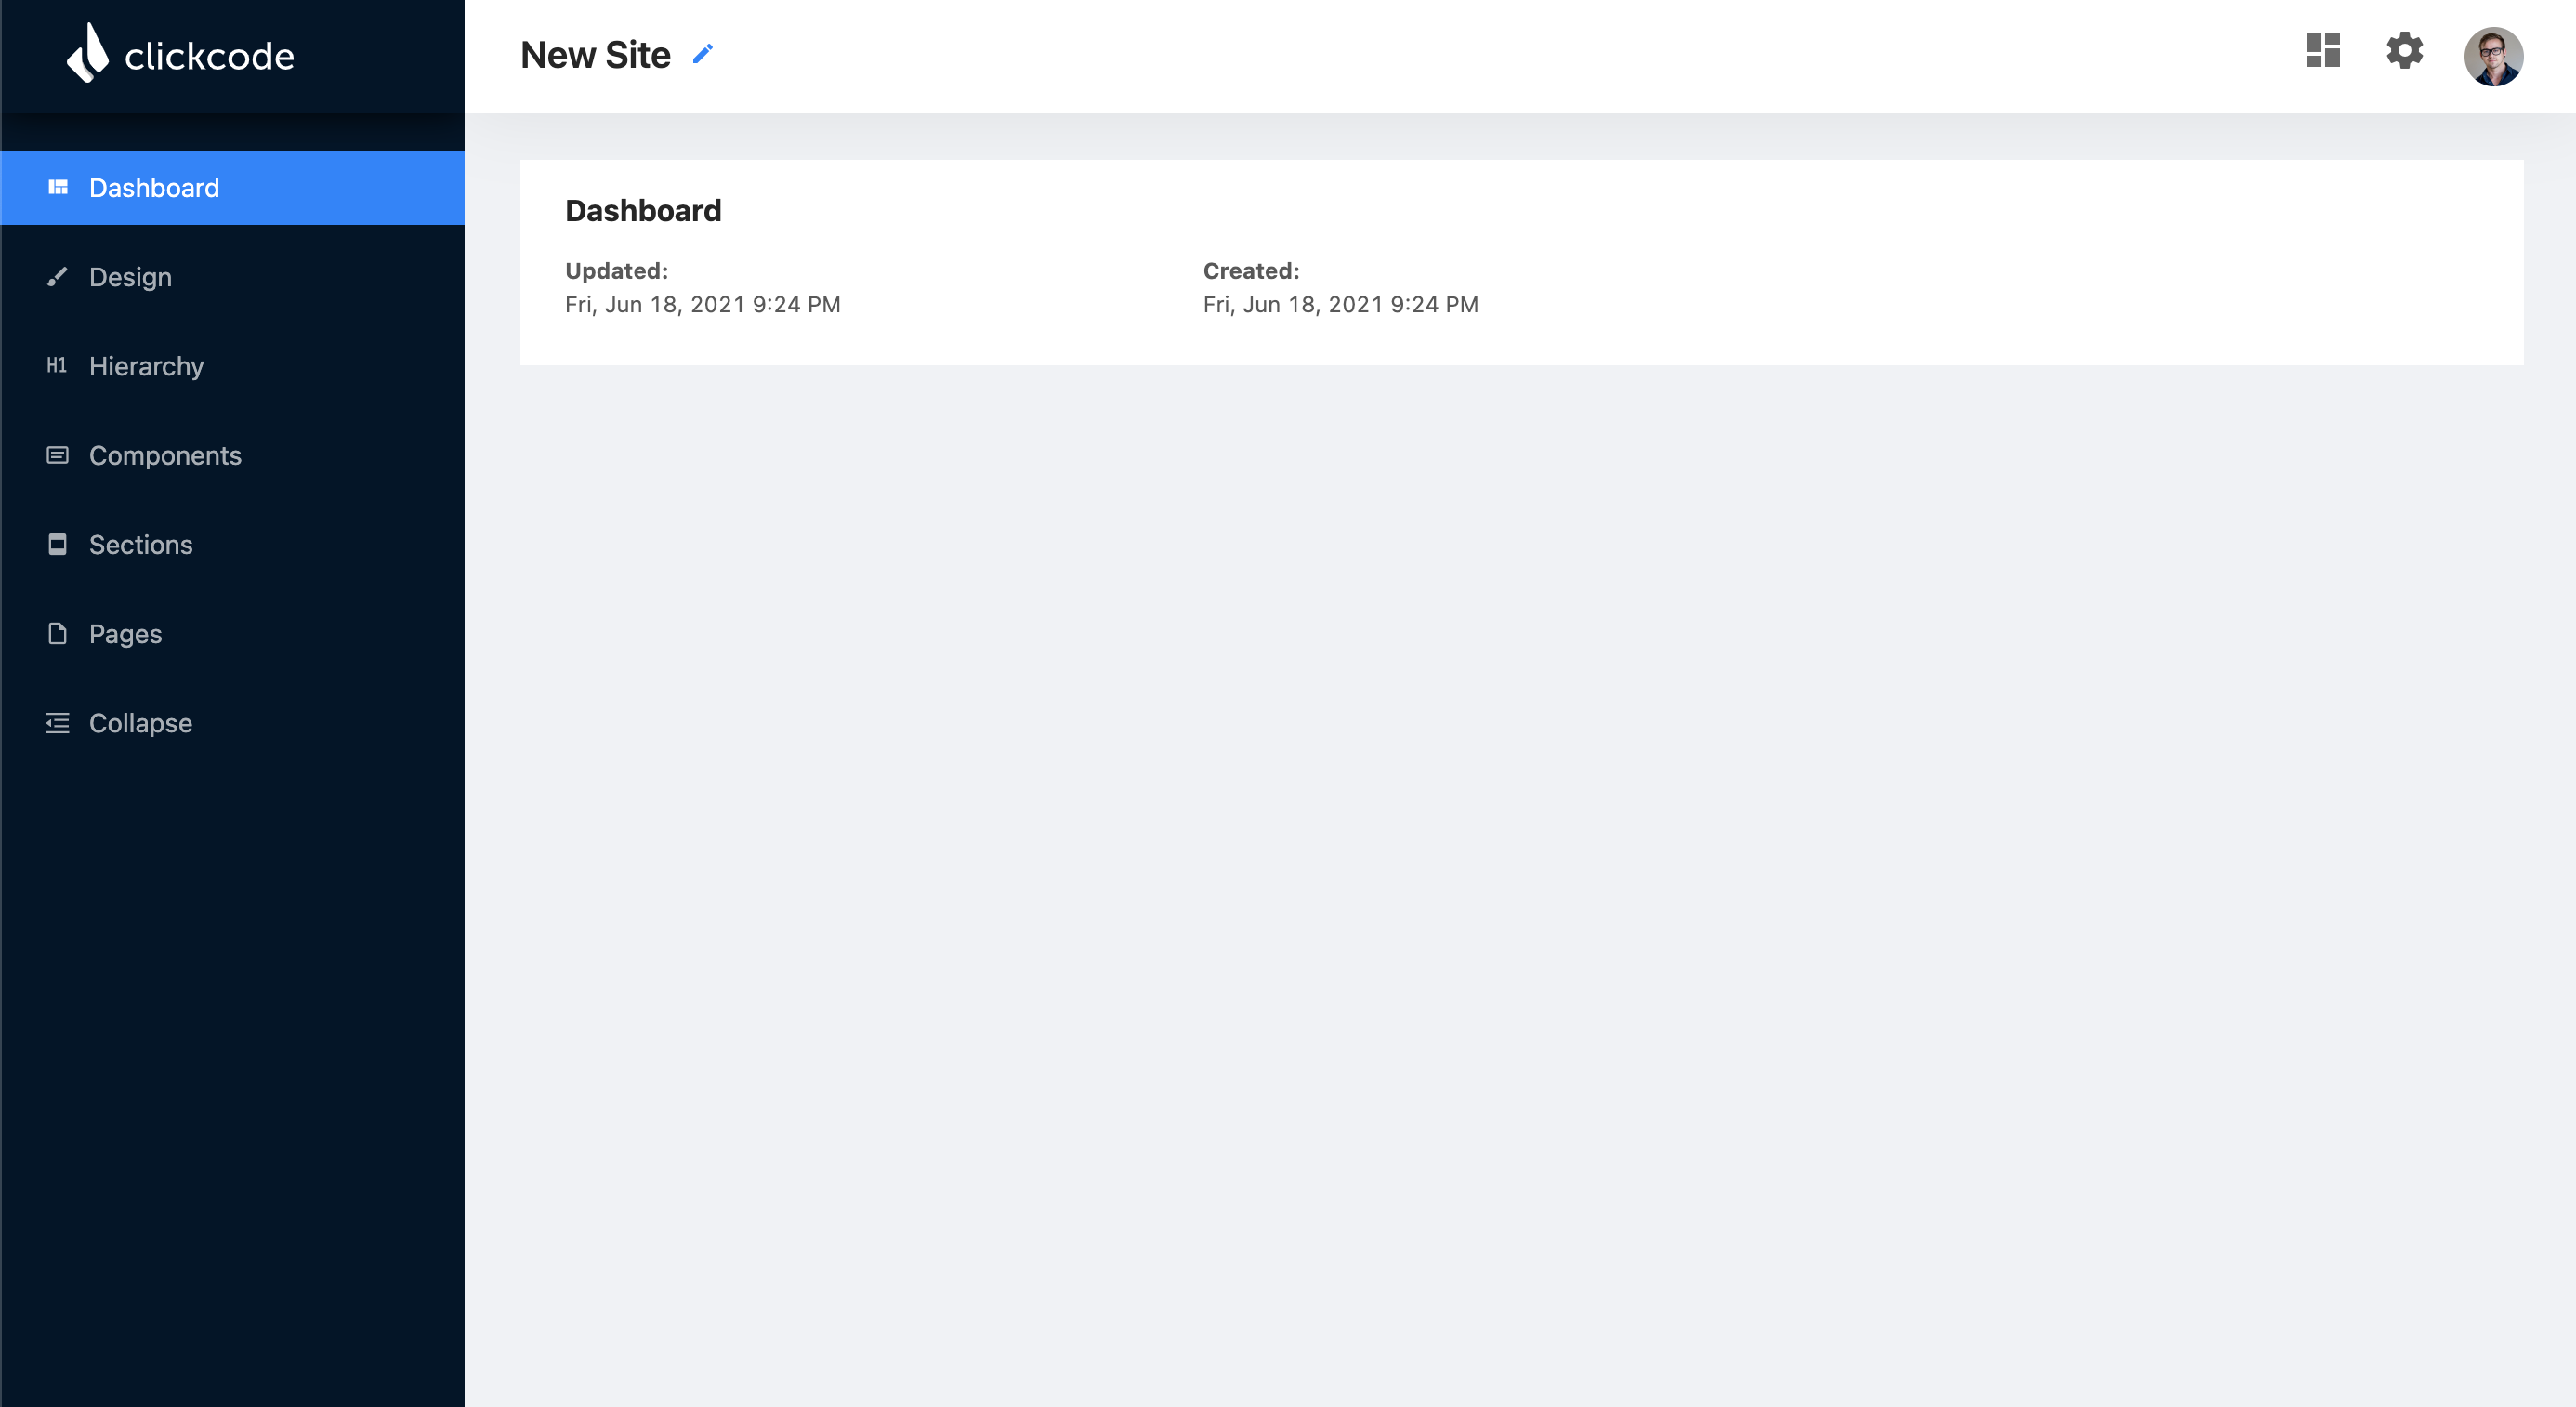 clickcode
New Site
Dashboard
Design
H1 Hierarchy
Components
Sections
Pages
Collapse
Dashboard
Updated:
Fri, Jun 18, 2021 9:24 PM
Created:
Fri, Jun 18, 2021 9:24 PM